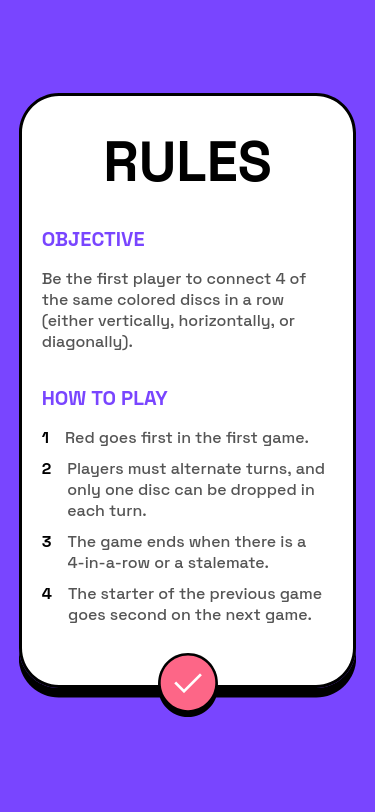 RULES
OBJECTIVE
Be the first player to connect 4 of
the same colored discs in a row
(either vertically, horizontally, or
diagonally).
HOW TO PLAY
1 Red goes first in the first game.
2 Players must alternate turns, and
only one disc can be dropped in
each turn.
3 The game ends when there is a
4-in-a-row or a stalemate.
4 The starter of the previous game
goes second on the next game.